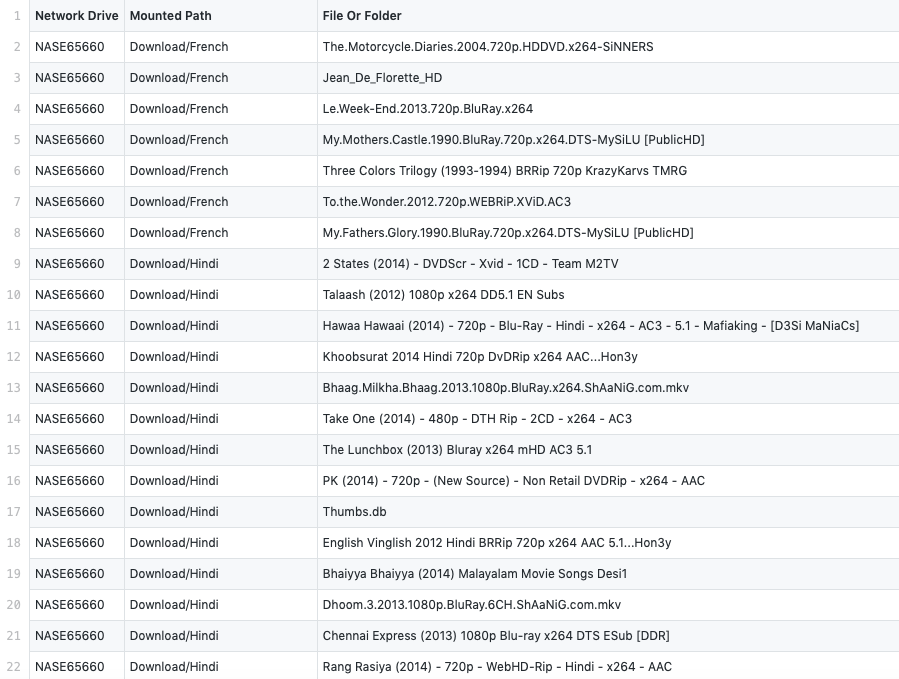 1 Network Drive Mounted Path File Or Folder
2 NASE65660 Download/French The.Motorcycle.Diaries.2004.720p.HDDVD.x264-SiNNERS
3 NASE65660 Download/French Jean_De_Florette_HD
4 NASE65660 Download/French Le.Week-End.2013.720p.BluRay.x264
5 NASE65660 Download/French My.Mothers.Castle.1990.BluRay.720p.x264.DTS-MySiLU [PublicHD]
6 NASE65660 Download/French Three Colors Trilogy (1993-1994) BRRip 720p KrazyKarvs TMRG
7 NASE65660 Download/French To.the.Wonder.2012.720p.WEBRiP.XViD.AC3
8 NASE65660 Download/French My.Fathers.Glory.1990.BluRay.720p.x264.DTS-MySiLU [PublicHD]
9 NASE65660 Download/Hindi 2 States (2014) - DVDScr - Xvid - 1CD - Team M2TV
10 NASE65660 Download/Hindi Talaash (2012) 1080p x264 DD5.1 EN Subs
11 NASE65660 Download/Hindi Hawaa Hawaai (2014) - 720p - Blu-Ray - Hindi - x264 - AC3 - 5.1 - Mafiaking - [D3Si MaNiaCs]
12 NASE65660 Download/Hindi Khoobsurat 2014 Hindi 720p DvDRip x264 AAC...Hon3y
13 NASE65660 Download/Hindi Bhaag.Milkha.Bhaag.2013.1080p.BluRay.x264.ShAaNiG.com.mkv
14 NASE65660 Download/Hindi Take One (2014) - 480p - DTH Rip - 2CD - x264 - AC3
15 NASE65660 Download/Hindi The Lunchbox (2013) Bluray x264 mHD AC3 5.1
16 NASE65660 Download/Hindi PK (2014) - 720p - (New Source) - Non Retail DVDRip - x264 - AAC
17 NASE65660 Download/Hindi Thumbs.db
18 NASE65660 Download/Hindi English Vinglish 2012 Hindi BRRip 720p x264 AAC 5.1...Hon3y
19 NASE65660 Download/Hindi Bhaiyya Bhaiyya (2014) Malayalam Movie Songs Desi1
20 NASE65660 Download/Hindi Dhoom.3.2013.1080p.BluRay.6CH.ShAaNiG.com.mkv
21 NASE65660 Download/Hindi Chennai Express (2013) 1080p Blu-ray x264 DTS ESub [DDR]
22 NASE65660 Download/Hindi Rang Rasiya (2014) - 720p - WebHD-Rip - Hindi - x264 - AAC